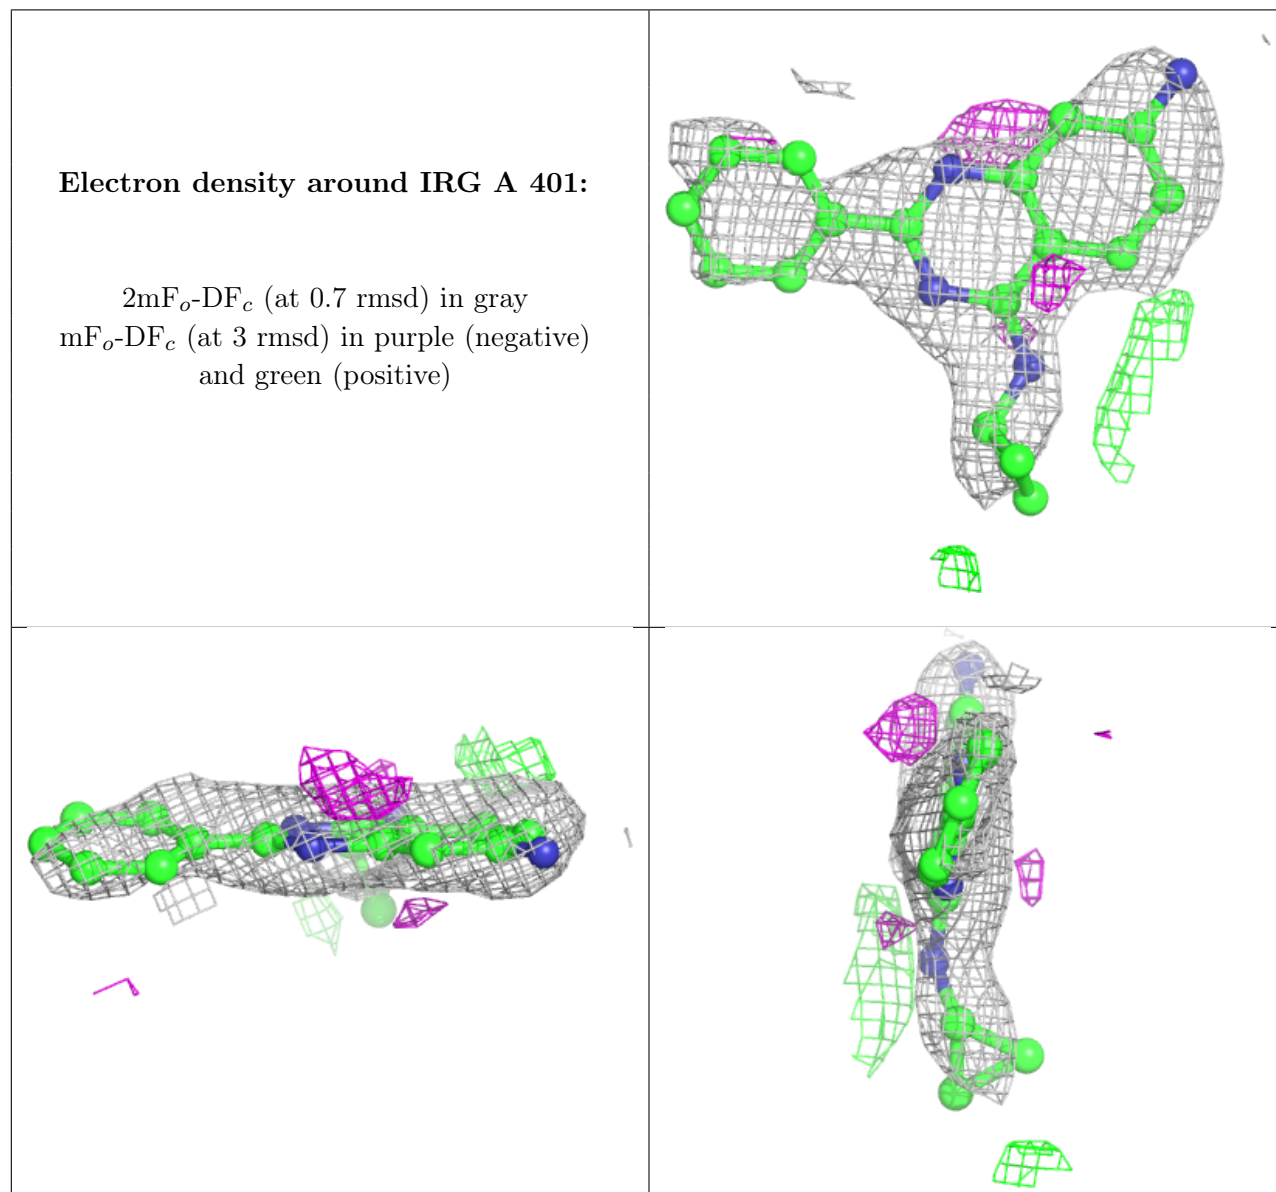 Electron density around IRG A 401:
2mFo-DFc (at 0.7 rmsd) in gray
mFo-DFc (at 3 rmsd) in purple (negative)
and green (positive)